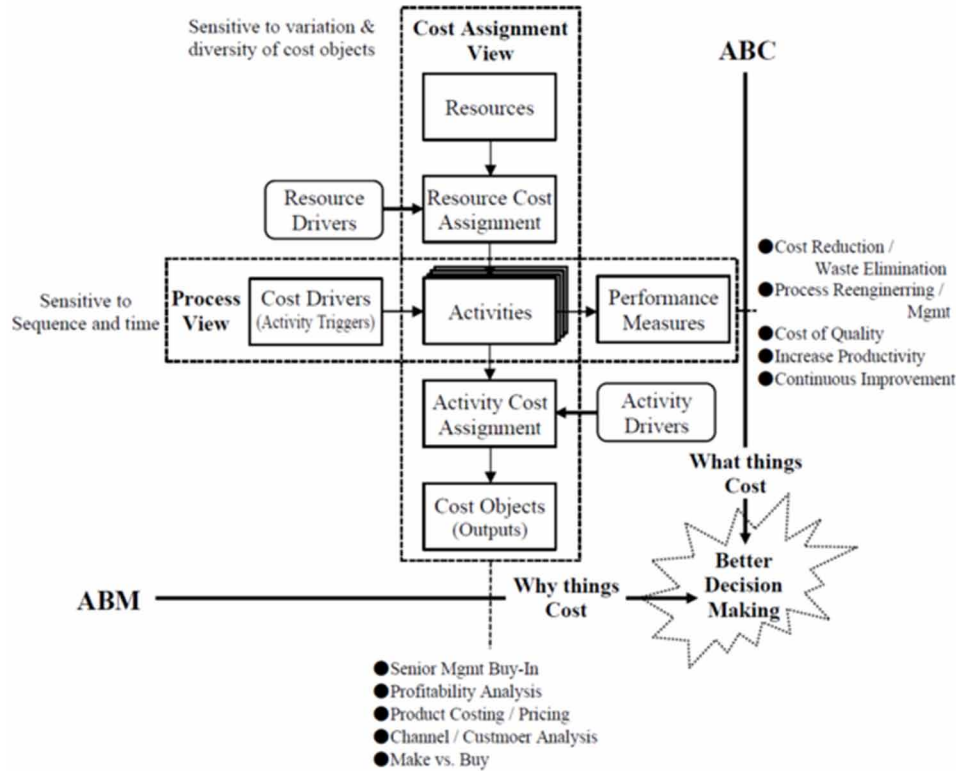 Sensitive to variation &
diversity of cost objects
Cost Assignment
View
ABC
Resources
Resource
Drivers
Resource Cost
Assignment
Sensitive to
Sequence and time
Process
View
Cost Drivers
(Activity Triggers)
Activities
Performance
Measures
●Cost Reduction /
Waste Elimination
●Process Reenginerring /
Mgmt
●Cost of Quality
●Increase Productivity
●Continuous Improvement
Activity Cost
Assignment
Activity
Drivers
What things
Cost
Cost Objects
(Outputs)
Better
Decision
Making
ABM
Why things
Cost
●Senior Mgmt Buy-In
●Profitability Analysis
●Product Costing / Pricing
●Channel / Custmoer Analysis
●Make vs. Buy